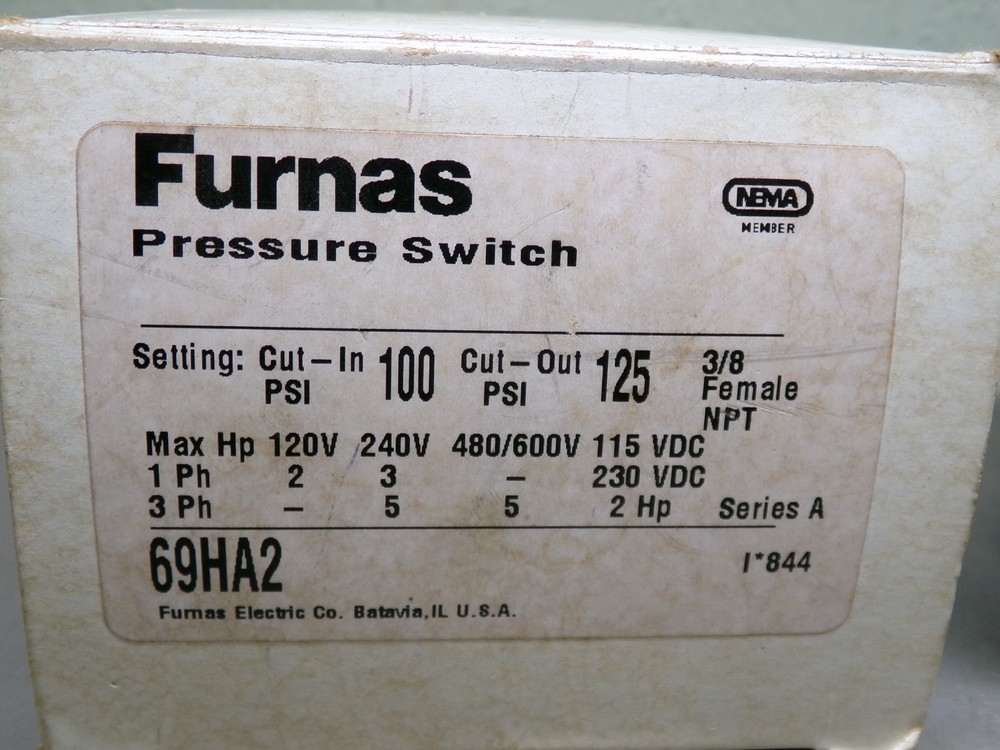 Furnas
NEMA
MEMBER
Pressure Switch
Setting: Cut-In PSI 100 Cut-Out PSI 125 3/8 Female NPT
Max Hp 120V 240V 480/600V 115 VDC
1 Ph 2 3 - 230 VDC
3 Ph - 5 5 2 Hp Series A
69HA2 I*844
Furnas Electric Co. Batavia, IL U.S.A.